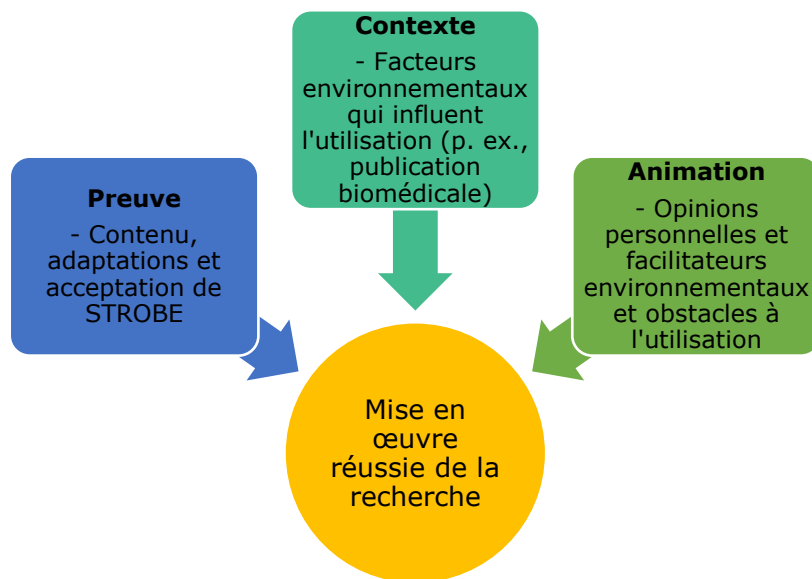 Contexte
- Facteurs
environnementaux
qui influent
l'utilisation (p. ex.,
publication
biomédicale)
Preuve
- Contenu,
adaptations et
acceptation de
STROBE
Animation
- Opinions
personnelles et
facilitateurs
environnementaux
et obstacles à
l'utilisation
Mise en
œuvre
réussie de la
recherche